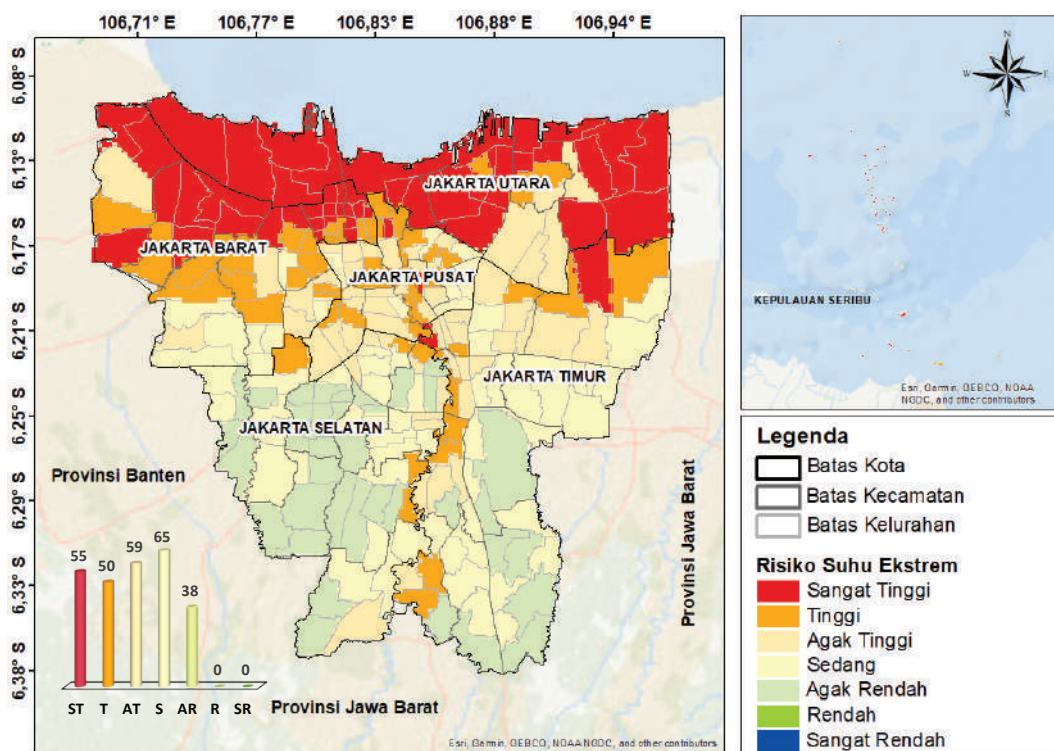 106,71° E 106,77° E 106,83° E 106,88° E 106,94° E
6,08° S
6,13° S
6,17° S
6,21° S
6,25° S
6,29° S
6,33° S
6,38° S
JAKARTA UTARA
JAKARTA BARAT
JAKARTA PUSAT
JAKARTA TIMUR
JAKARTA SELATAN
Provinsi Banten
Provinsi Jawa Barat
Provinsi Jawa Barat
55 50 59 65 38 0 0
ST T AT S AR R SR
Esri, Garmin, GEBCO, NOAA NGDC, and other contributors
N
W E
S
KEPULAUAN SERIBU
Esri, Garmin, GEBCO, NOAA
NGDC, and other contributors
Legenda
Batas Kota
Batas Kecamatan
Batas Kelurahan
Risiko Suhu Ekstrem
Sangat Tinggi
Tinggi
Agak Tinggi
Sedang
Agak Rendah
Rendah
Sangat Rendah